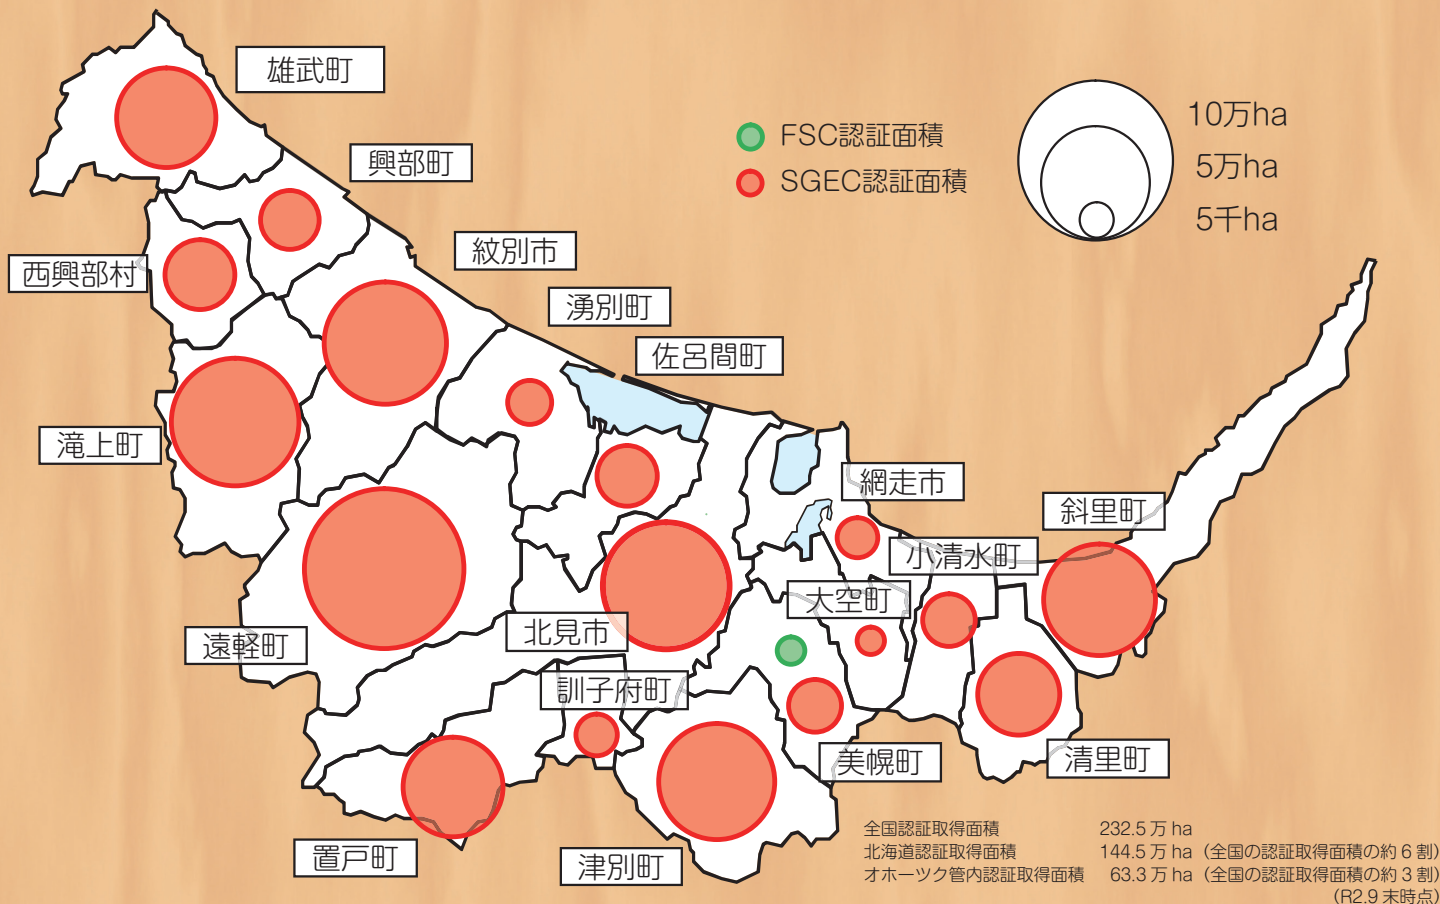 雄武町
興部町
西興部村
紋別市
湧別町
佐呂間町
滝上町
遠軽町
北見市
訓子府町
置戸町
津別町
美幌町
大空町
網走市
小清水町
斜里町
清里町
FSC認証面積
SGEC認証面積
10万ha
5万ha
5千ha
全国認証取得面積 232.5 万 ha
北海道認証取得面積 144.5 万 ha (全国の認証取得面積の約 6 割)
オホーツク管内認証取得面積 63.3 万 ha (全国の認証取得面積の約 3 割)
(R2.9 末時点)